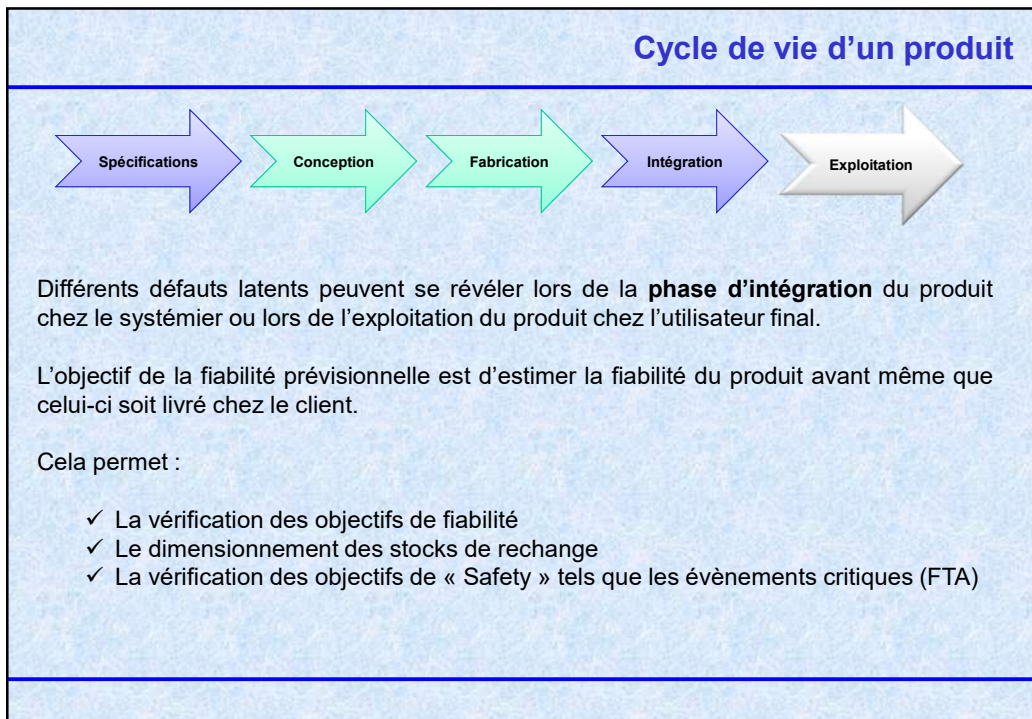 Cycle de vie d’un produit
Spécifications
Conception
Fabrication
Intégration
Exploitation
Différents défauts latents peuvent se révéler lors de la phase d’intégration du produit
chez le systémier ou lors de l’exploitation du produit chez l’utilisateur final.
L’objectif de la fiabilité prévisionnelle est d’estimer la fiabilité du produit avant même que
celui-ci soit livré chez le client.
Cela permet :
✓ La vérification des objectifs de fiabilité
✓ Le dimensionnement des stocks de rechange
✓ La vérification des objectifs de « Safety » tels que les évènements critiques (FTA)